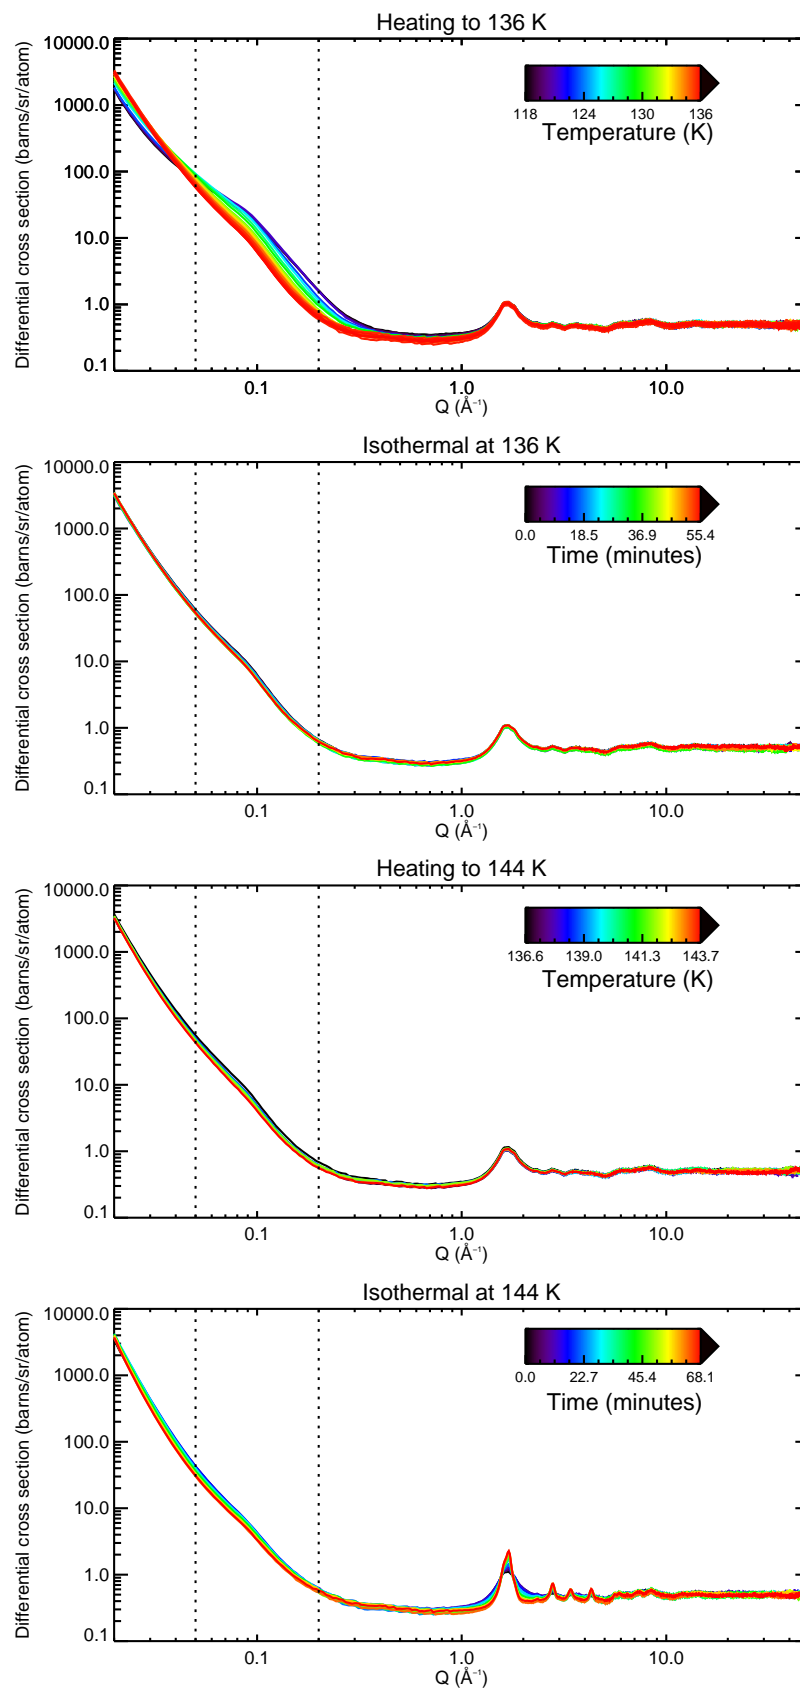 Heating to 136 K
Differential cross section (barns/sr/atom)
10000.0
1000.0
100.0
10.0
1.0
0.1
118 124 130 136
Temperature (K)
0.1 1.0 10.0
Q (Å⁻¹)
Isothermal at 136 K
Differential cross section (barns/sr/atom)
10000.0
1000.0
100.0
10.0
1.0
0.1
0.0 18.5 36.9 55.4
Time (minutes)
0.1 1.0 10.0
Q (Å⁻¹)
Heating to 144 K
Differential cross section (barns/sr/atom)
10000.0
1000.0
100.0
10.0
1.0
0.1
136.6 139.0 141.3 143.7
Temperature (K)
0.1 1.0 10.0
Q (Å⁻¹)
Isothermal at 144 K
Differential cross section (barns/sr/atom)
10000.0
1000.0
100.0
10.0
1.0
0.1
0.0 22.7 45.4 68.1
Time (minutes)
0.1 1.0 10.0
Q (Å⁻¹)